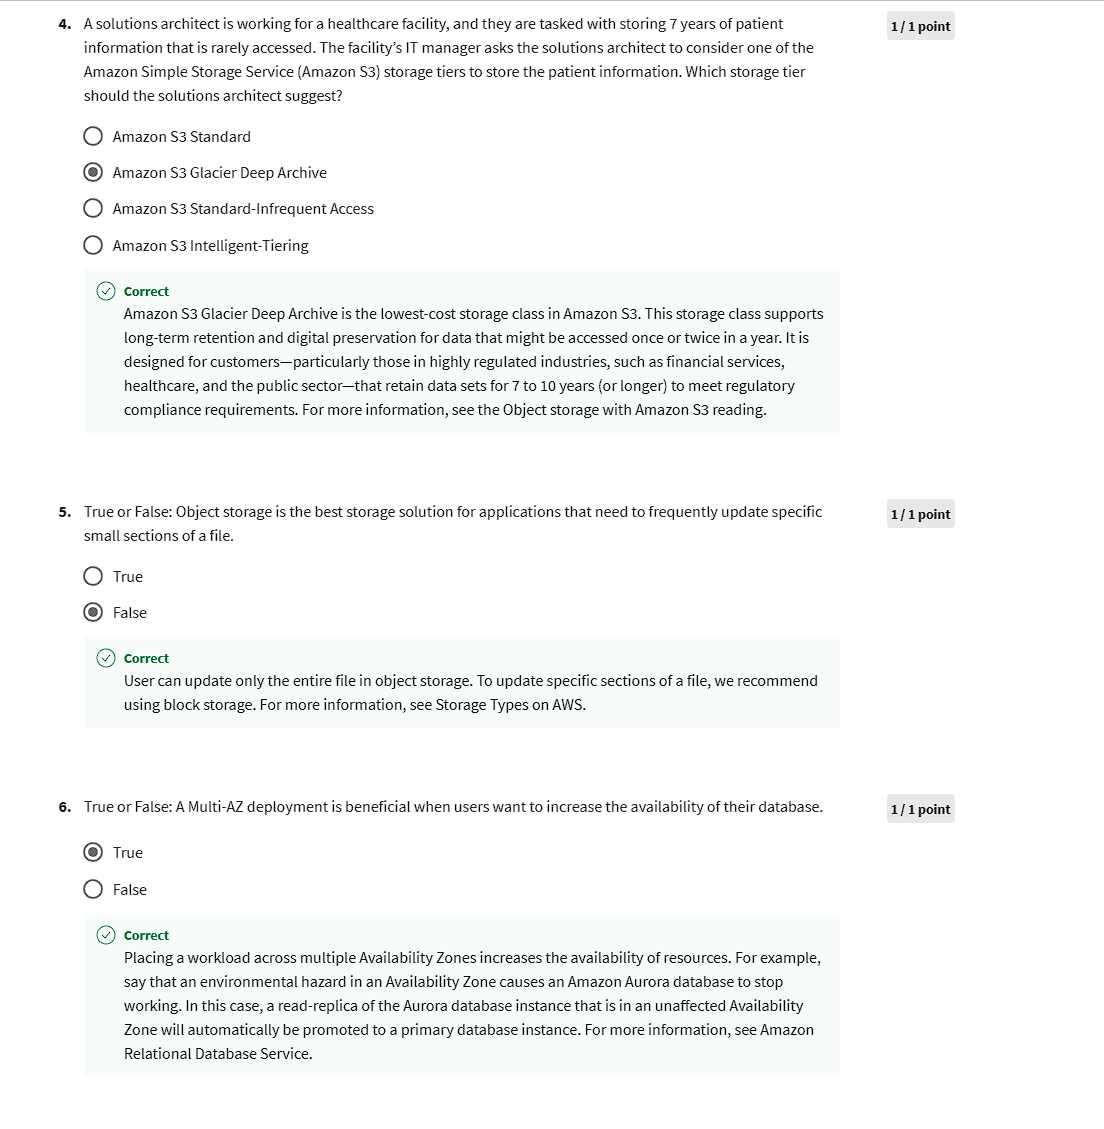 4. A solutions architect is working for a healthcare facility, and they are tasked with storing 7 years of patient
1 / 1 point
information that is rarely accessed. The facility’s IT manager asks the solutions architect to consider one of the
Amazon Simple Storage Service (Amazon S3) storage tiers to store the patient information. Which storage tier
should the solutions architect suggest?
Amazon S3 Standard
Amazon S3 Glacier Deep Archive
Amazon S3 Standard-Infrequent Access
Amazon S3 Intelligent-Tiering
Correct
Amazon S3 Glacier Deep Archive is the lowest-cost storage class in Amazon S3. This storage class supports
long-term retention and digital preservation for data that might be accessed once or twice in a year. It is
designed for customers—particularly those in highly regulated industries, such as financial services,
healthcare, and the public sector—that retain data sets for 7 to 10 years (or longer) to meet regulatory
compliance requirements. For more information, see the Object storage with Amazon S3 reading.
5. True or False: Object storage is the best storage solution for applications that need to frequently update specific
1 / 1 point
small sections of a file.
True
False
Correct
User can update only the entire file in object storage. To update specific sections of a file, we recommend
using block storage. For more information, see Storage Types on AWS.
6. True or False: A Multi-AZ deployment is beneficial when users want to increase the availability of their database.
1 / 1 point
True
False
Correct
Placing a workload across multiple Availability Zones increases the availability of resources. For example,
say that an environmental hazard in an Availability Zone causes an Amazon Aurora database to stop
working. In this case, a read-replica of the Aurora database instance that is in an unaffected Availability
Zone will automatically be promoted to a primary database instance. For more information, see Amazon
Relational Database Service.